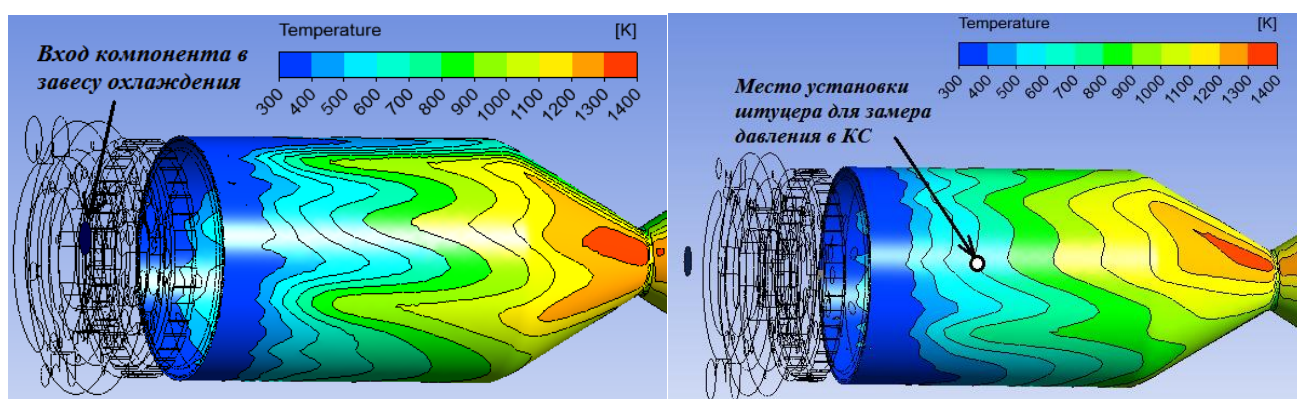 Temperature
[K]
Вход компонента в
завесу охлаждения
300 400 500 600 700 800 900 1000 1100 1200 1300 1400
Temperature
[K]
300 400 500 600 700 800 900 1000 1100 1200 1300 1400
Место установки
штуцера для замера
давления в КС